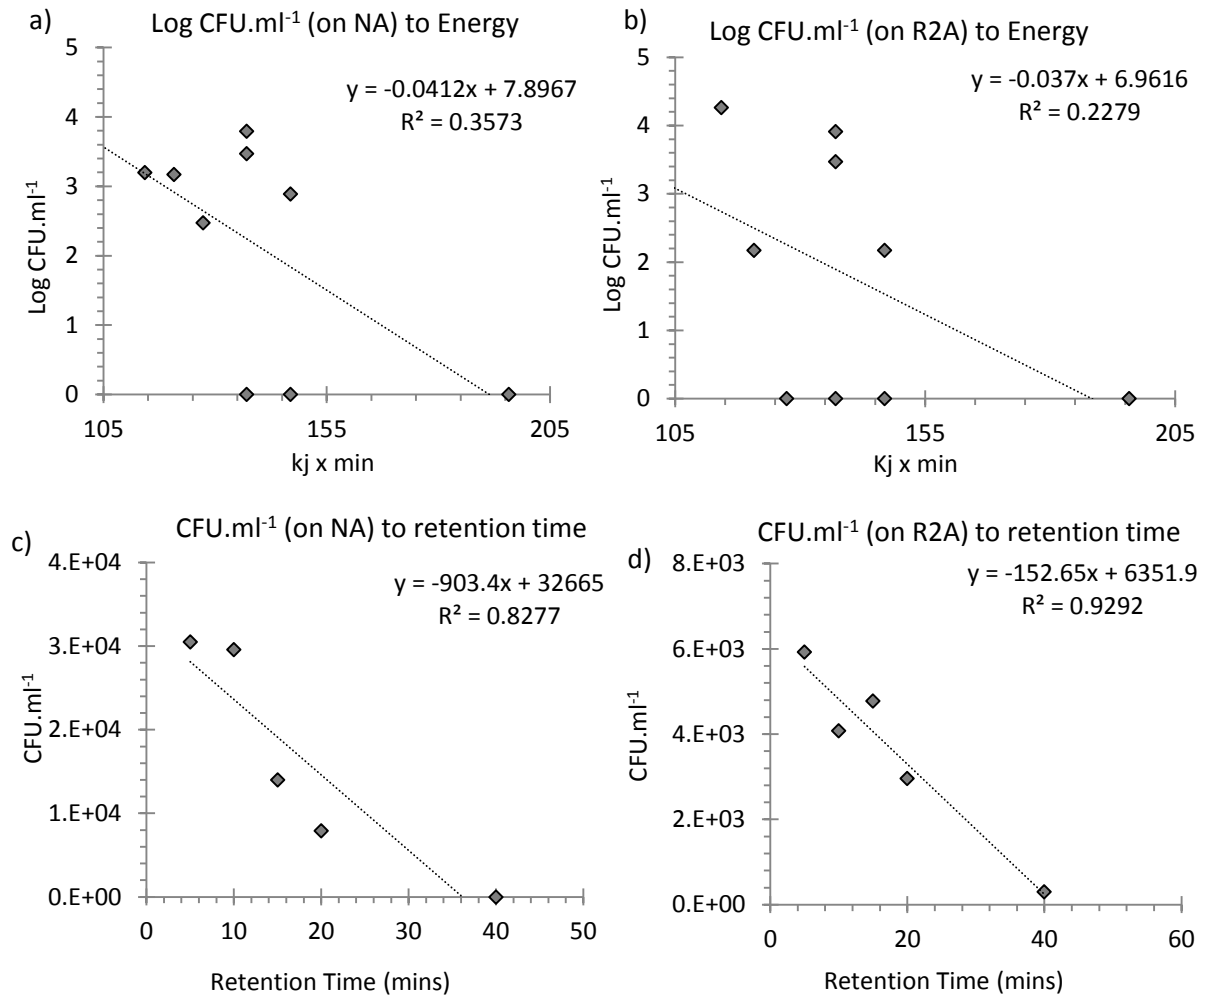 a)
Log CFU.ml⁻¹ (on NA) to Energy
y = -0.0412x + 7.8967
R² = 0.3573
Log CFU.ml⁻¹
5
4
3
2
1
0
105
155
205
kj x min
b)
Log CFU.ml⁻¹ (on R2A) to Energy
y = -0.037x + 6.9616
R² = 0.2279
Log CFU.ml⁻¹
5
4
3
2
1
0
105
155
205
Kj x min
c)
CFU.ml⁻¹ (on NA) to retention time
y = -903.4x + 32665
R² = 0.8277
CFU.ml⁻¹
4.E+04
3.E+04
2.E+04
1.E+04
0.E+00
0
10
20
30
40
50
Retention Time (mins)
d)
CFU.ml⁻¹ (on R2A) to retention time
y = -152.65x + 6351.9
R² = 0.9292
CFU.ml⁻¹
8.E+03
6.E+03
4.E+03
2.E+03
0.E+00
0
20
40
60
Retention Time (mins)